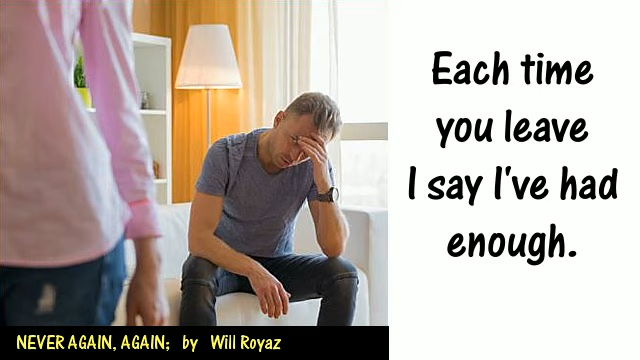 Each time
you leave
I say I've had
enough.
NEVER AGAIN, AGAIN; by Will Royaz